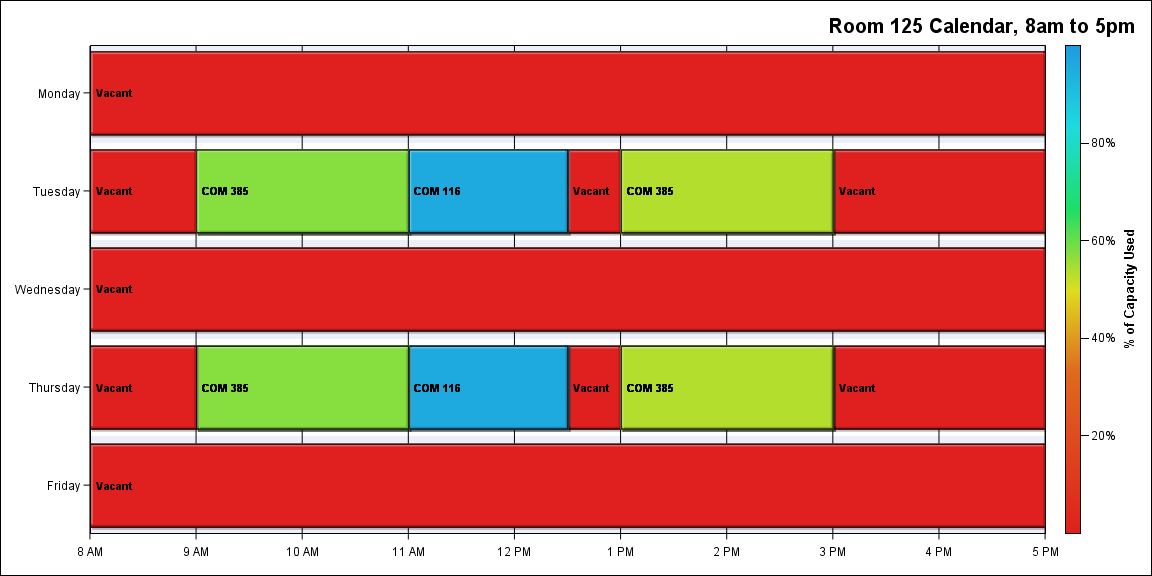 Room 125 Calendar, 8am to 5pm
Monday
Vacant
Tuesday
Vacant
COM 385
COM 116
Vacant
COM 385
Vacant
Wednesday
Vacant
Thursday
Vacant
COM 385
COM 116
Vacant
COM 385
Vacant
Friday
Vacant
8 AM
9 AM
10 AM
11 AM
12 PM
1 PM
2 PM
3 PM
4 PM
5 PM
80%
60%
40%
20%
% of Capacity Used